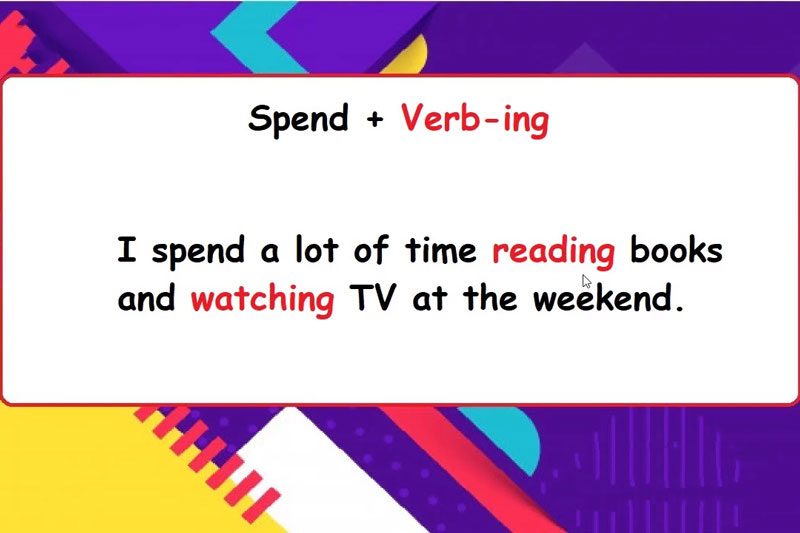 Spend + Verb-ing
I spend a lot of time reading books
and watching TV at the weekend.